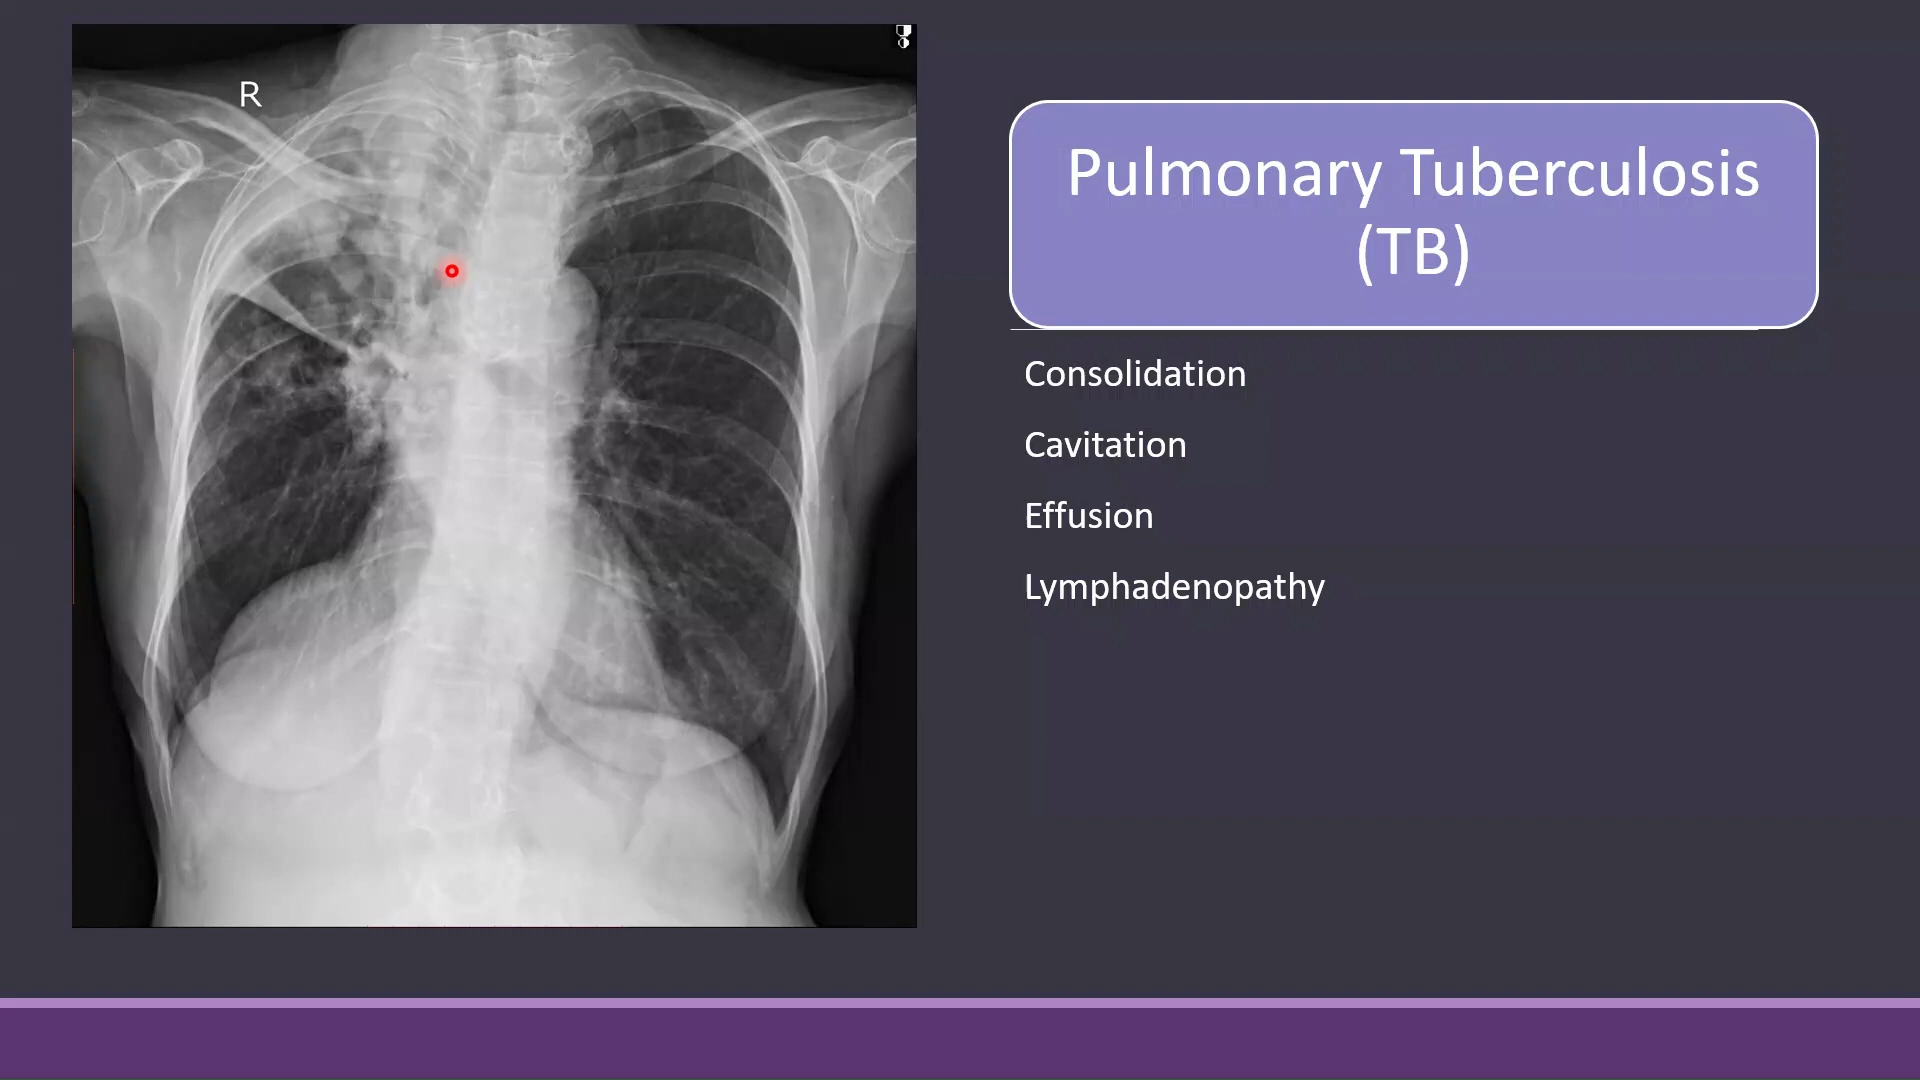 R
Pulmonary Tuberculosis
(TB)
Consolidation
Cavitation
Effusion
Lymphadenopathy